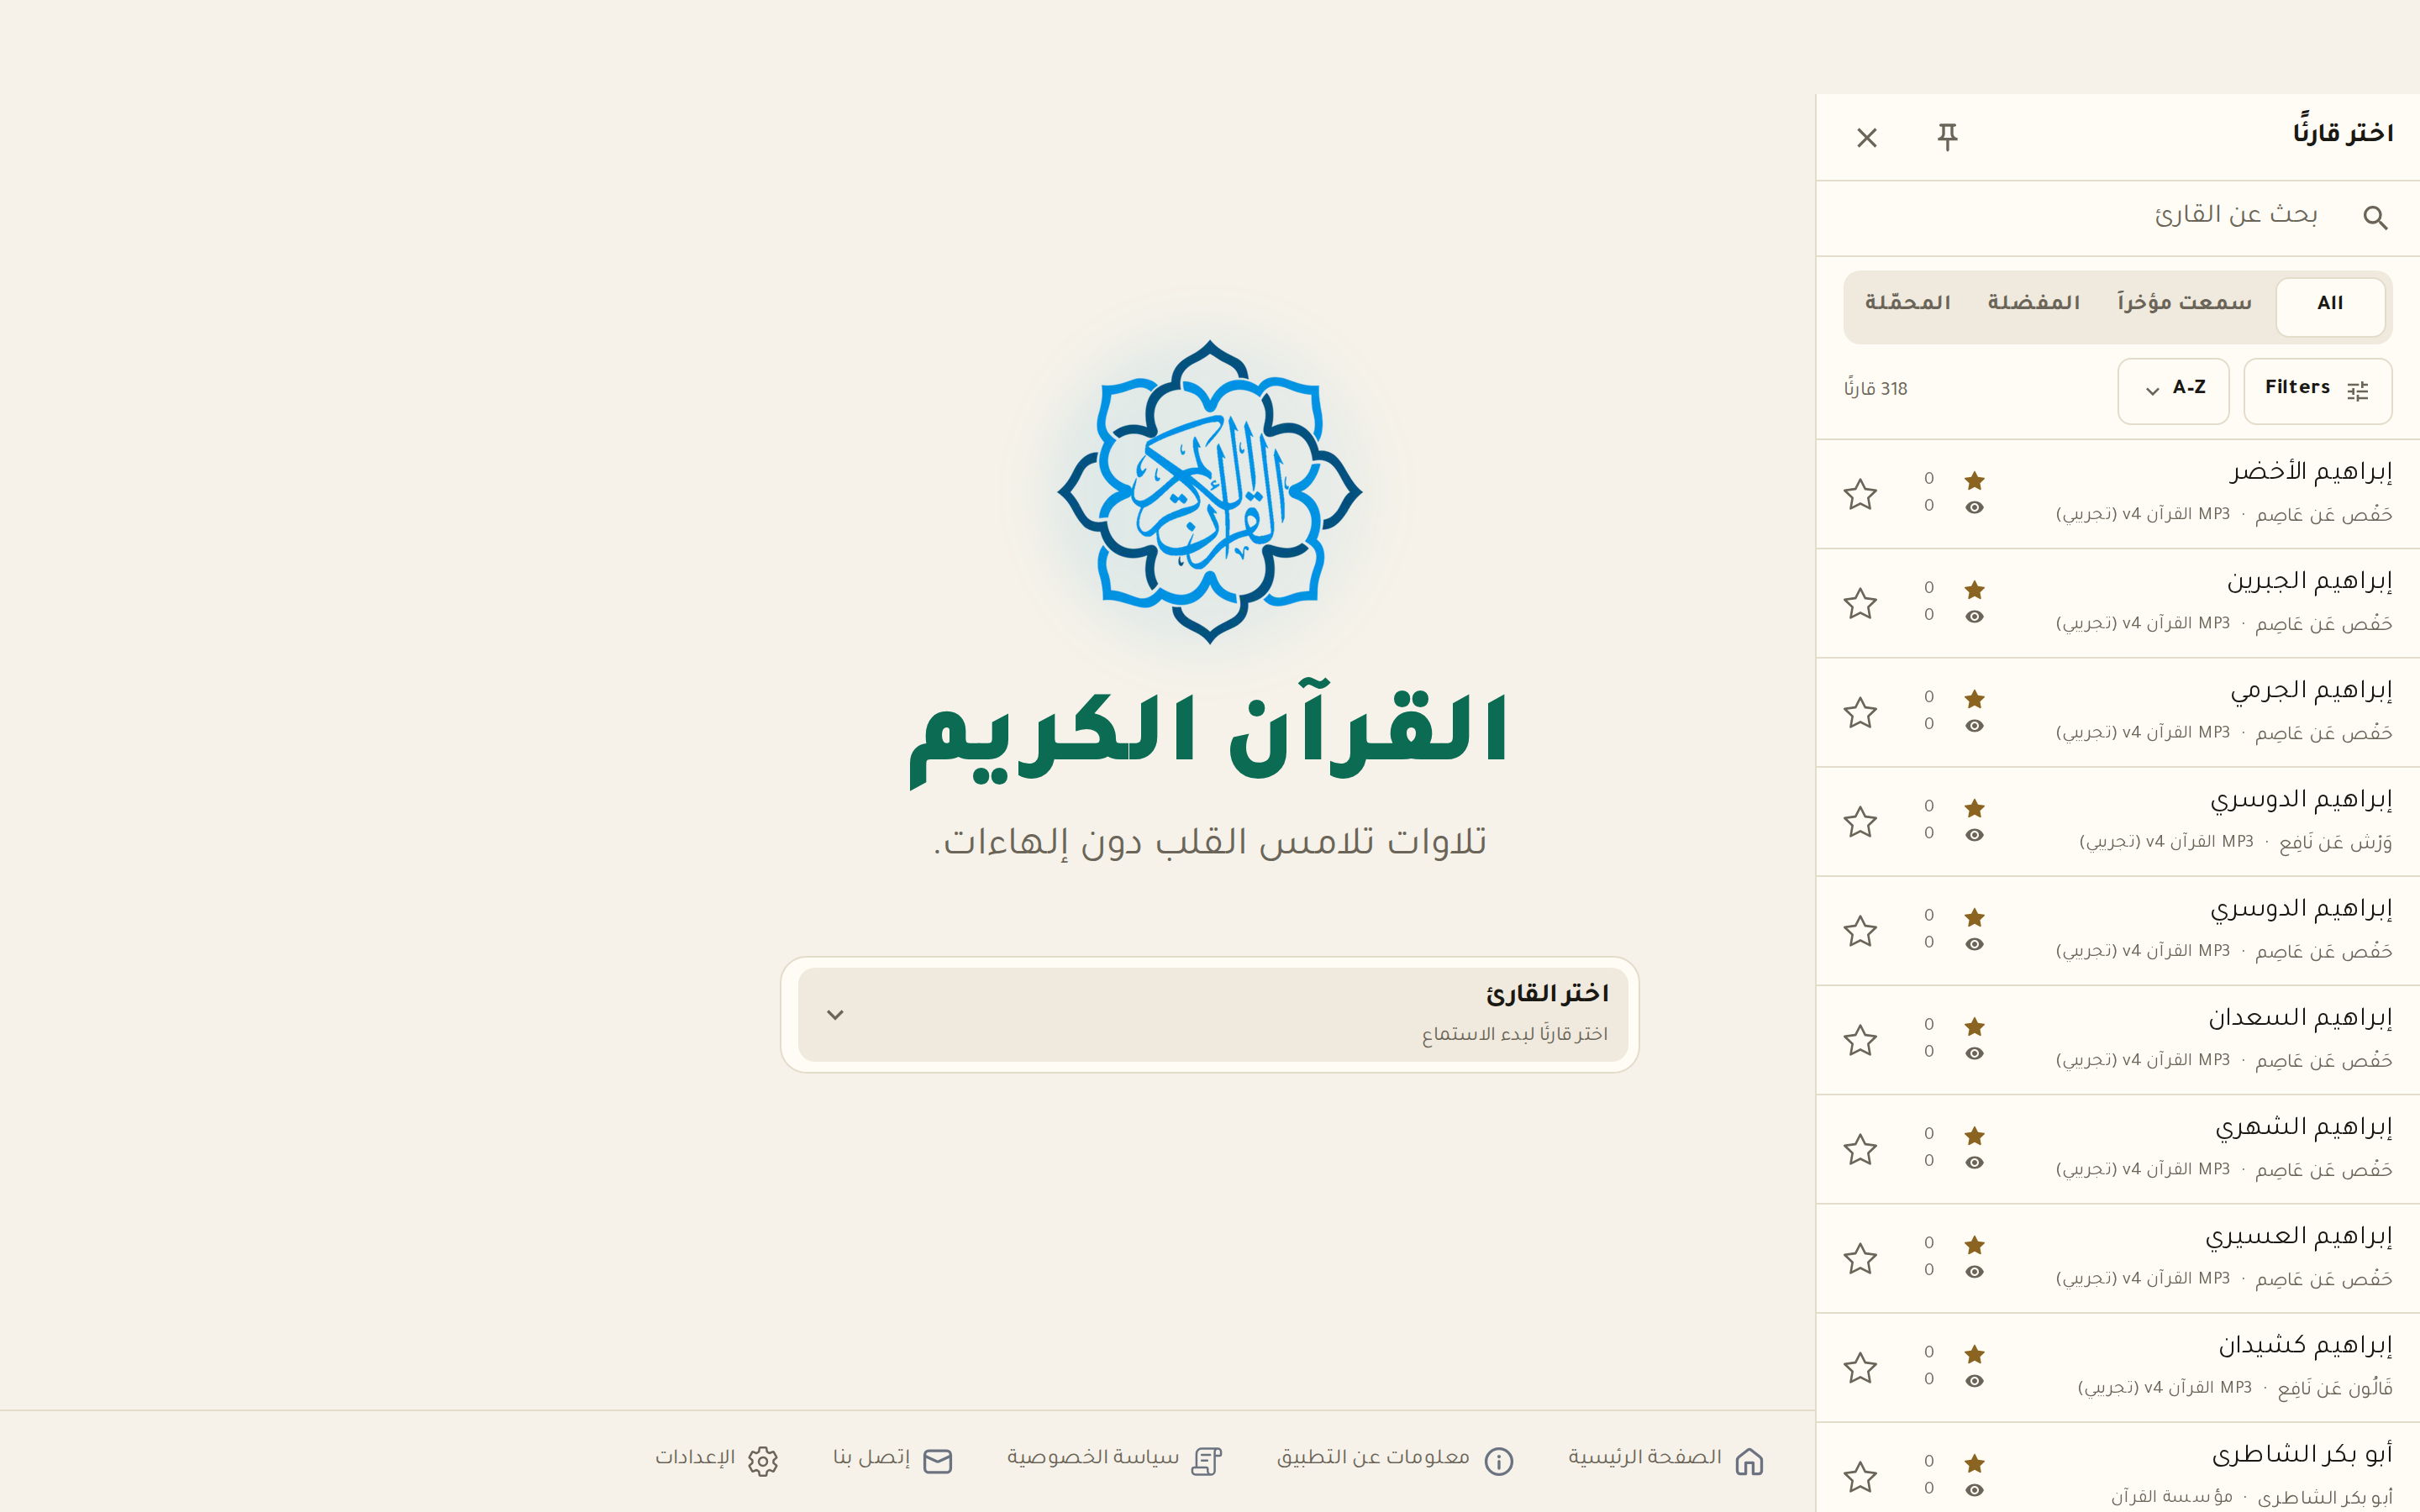 اختر قارئًا
بحث عن القارئ
All
سمعت مؤخراَ
المفضلة
المحمّلة
Filters
A-Z
318 قارئًا
إبراهيم الأخضر
حَفْص عَن عَاصِم · MP3 القرآن v4 (تجريبي)
0
0
إبراهيم الجبرين
حَفْص عَن عَاصِم · MP3 القرآن v4 (تجريبي)
0
0
إبراهيم الجرمي
حَفْص عَن عَاصِم · MP3 القرآن v4 (تجريبي)
0
0
إبراهيم الدوسري
وَرْش عَن نَافِع · MP3 القرآن v4 (تجريبي)
0
0
إبراهيم الدوسري
حَفْص عَن عَاصِم · MP3 القرآن v4 (تجريبي)
0
0
إبراهيم السعدان
حَفْص عَن عَاصِم · MP3 القرآن v4 (تجريبي)
0
0
إبراهيم الشهري
حَفْص عَن عَاصِم · MP3 القرآن v4 (تجريبي)
0
0
إبراهيم العسيري
حَفْص عَن عَاصِم · MP3 القرآن v4 (تجريبي)
0
0
إبراهيم كشيدان
قَالُون عَن نَافِع · MP3 القرآن v4 (تجريبي)
0
0
أبو بكر الشاطري
أبو بكر الشاطري · مؤسسة القرآن
0
0
القرآن الكريم
القرآن الكريم
تلاوات تلامس القلب دون إلهاءات.
اختر القارئ
اختر قارئًا لبدء الاستماع
الصفحة الرئيسية
معلومات عن التطبيق
سياسة الخصوصية
إتصل بنا
الإعدادات